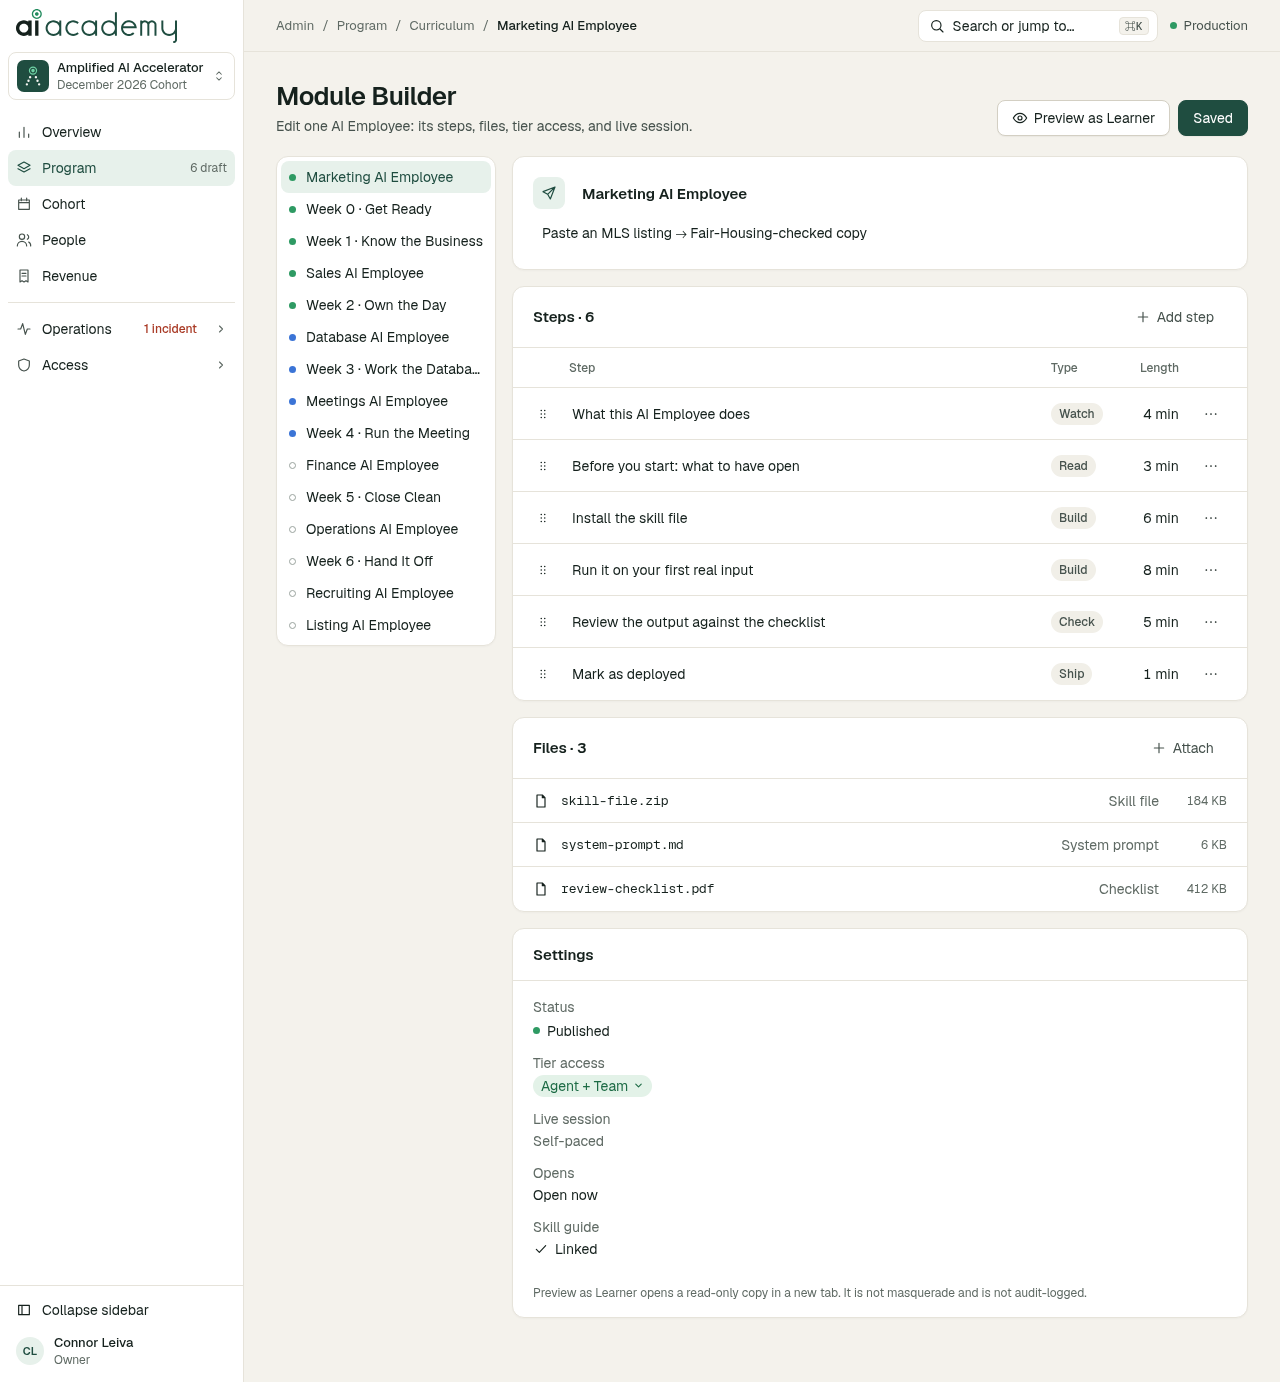 ai academy
Amplified AI Accelerator
December 2026 Cohort
Overview
Program 6 draft
Cohort
People
Revenue
Operations 1 incident
Access
Collapse sidebar
CL
Connor Leiva
Owner
Admin / Program / Curriculum / Marketing AI Employee
Search or jump to... ⌘K
Production
Module Builder
Edit one AI Employee: its steps, files, tier access, and live session.
Preview as Learner
Saved
Marketing AI Employee
Week 0 · Get Ready
Week 1 · Know the Business
Sales AI Employee
Week 2 · Own the Day
Database AI Employee
Week 3 · Work the Databa...
Meetings AI Employee
Week 4 · Run the Meeting
Finance AI Employee
Week 5 · Close Clean
Operations AI Employee
Week 6 · Hand It Off
Recruiting AI Employee
Listing AI Employee
Marketing AI Employee
Paste an MLS listing → Fair-Housing-checked copy
Steps · 6
+ Add step
Step Type Length
What this AI Employee does Watch 4 min
Before you start: what to have open Read 3 min
Install the skill file Build 6 min
Run it on your first real input Build 8 min
Review the output against the checklist Check 5 min
Mark as deployed Ship 1 min
Files · 3
+ Attach
skill-file.zip Skill file 184 KB
system-prompt.md System prompt 6 KB
review-checklist.pdf Checklist 412 KB
Settings
Status
Published
Tier access
Agent + Team
Live session
Self-paced
Opens
Open now
Skill guide
Linked
Preview as Learner opens a read-only copy in a new tab. It is not masquerade and is not audit-logged.